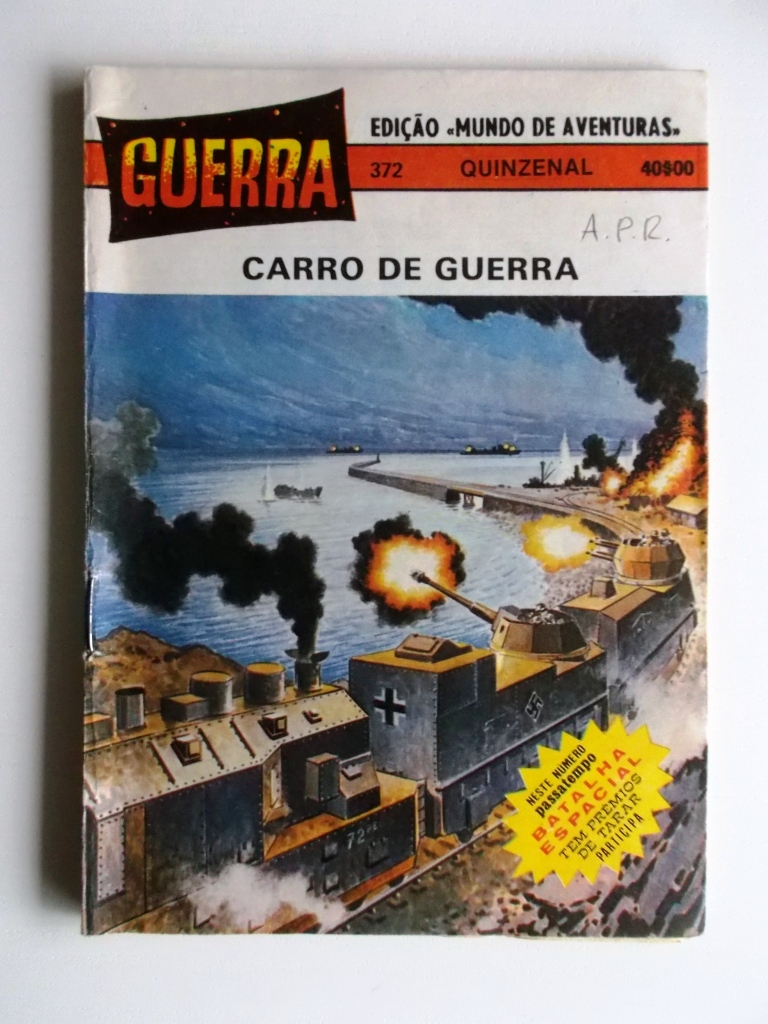 GUERRA
EDIÇÃO «MUNDO DE AVENTURAS»
372 QUINZENAL 40$00
A.P.R.
CARRO DE GUERRA
NESTE NÚMERO
passatempo
BATALHA
ESPACIAL
TEM PRÉMIOS
DE TARAR
PARTICIPA